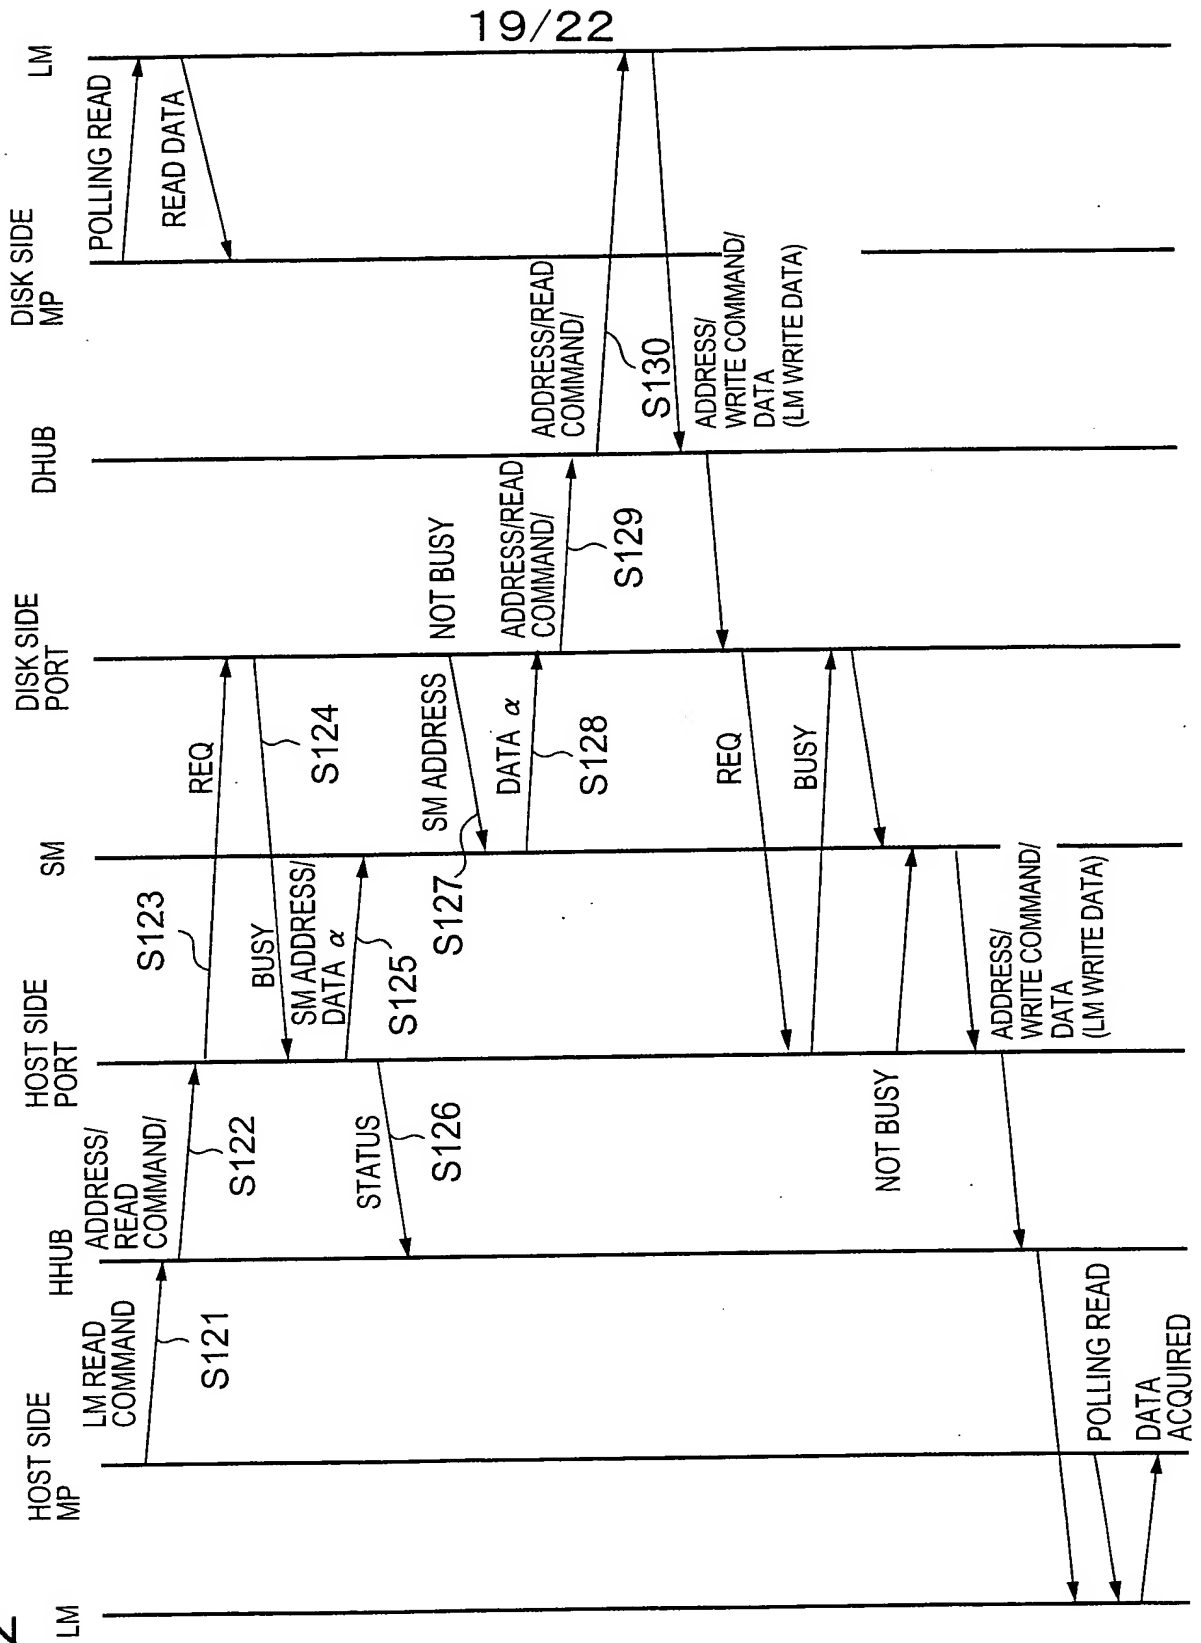 19/22
LM
HOST SIDE
MP
HHUB
HOST SIDE
PORT
SM
DISK SIDE
PORT
DHUB
DISK SIDE
MP
LM
LM READ
COMMAND
S121
ADDRESS/
READ
COMMAND/
S122
S123
REQ
BUSY
S124
SM ADDRESS/
DATA α
S125
STATUS
S126
POLLING READ
READ DATA
NOT BUSY
SM ADDRESS
S127
DATA α
S128
ADDRESS/READ
COMMAND/
S129
ADDRESS/READ
COMMAND/
S130
ADDRESS/
WRITE COMMAND/
DATA
(LM WRITE DATA)
REQ
BUSY
NOT BUSY
ADDRESS/
WRITE COMMAND/
DATA
(LM WRITE DATA)
POLLING READ
DATA
ACQUIRED